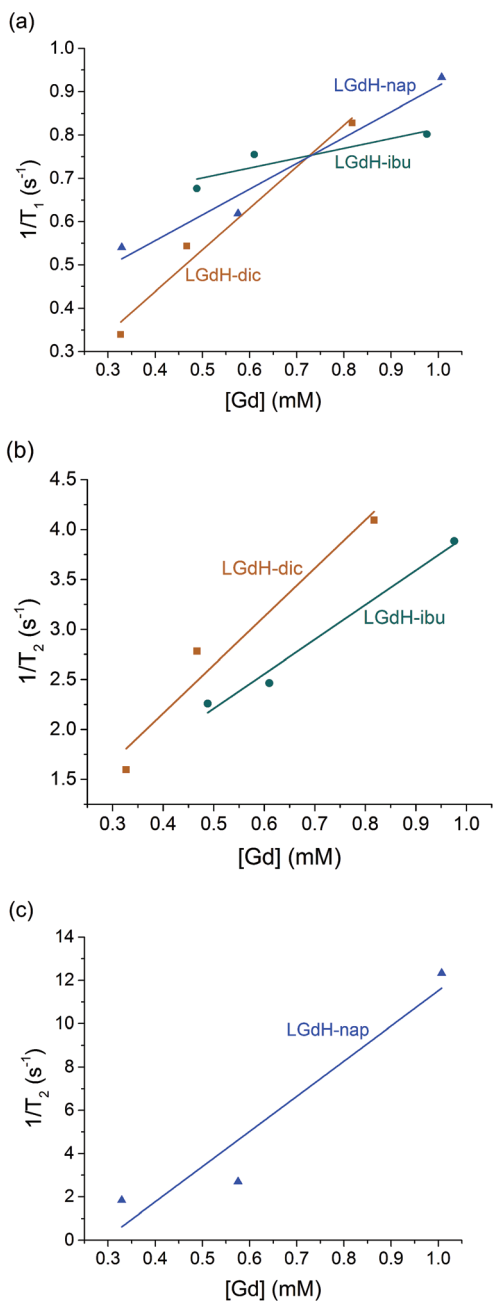 (a)
1.0
0.9
0.8
0.7
0.6
0.5
0.4
0.3
1/T₁ (s⁻¹)
LGdH-nap
LGdH-ibu
LGdH-dic
0.3 0.4 0.5 0.6 0.7 0.8 0.9 1.0
[Gd] (mM)
(b)
4.5
4.0
3.5
3.0
2.5
2.0
1.5
1/T₂ (s⁻¹)
LGdH-dic
LGdH-ibu
0.3 0.4 0.5 0.6 0.7 0.8 0.9 1.0
[Gd] (mM)
(c)
14
12
10
8
6
4
2
0
1/T₂ (s⁻¹)
LGdH-nap
0.3 0.4 0.5 0.6 0.7 0.8 0.9 1.0
[Gd] (mM)